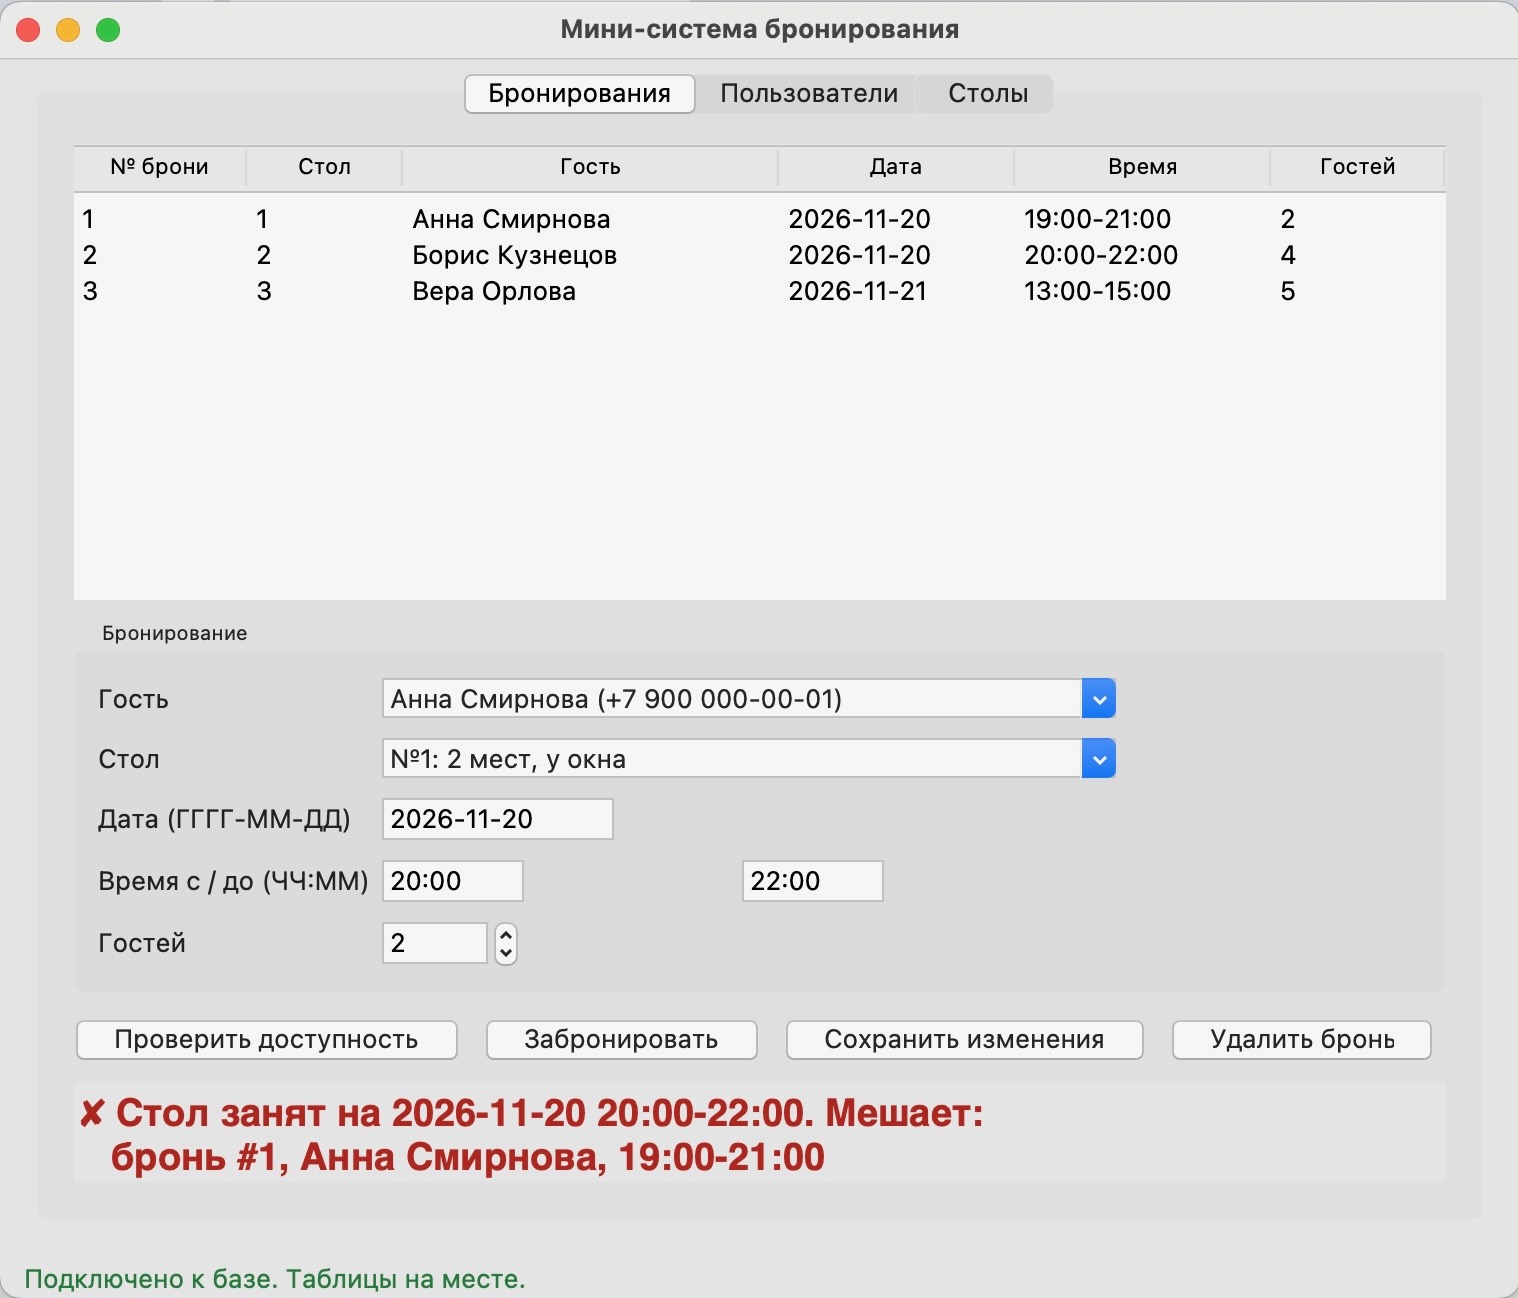 Мини-система бронирования
Бронирования Пользователи Столы
№ брони Стол Гость Дата Время Гостей
1 1 Анна Смирнова 2026-11-20 19:00-21:00 2
2 2 Борис Кузнецов 2026-11-20 20:00-22:00 4
3 3 Вера Орлова 2026-11-21 13:00-15:00 5
Бронирование
Гость Анна Смирнова (+7 900 000-00-01)
Стол №1: 2 мест, у окна
Дата (ГГГГ-ММ-ДД) 2026-11-20
Время с / до (ЧЧ:ММ) 20:00 22:00
Гостей 2
Проверить доступность Забронировать Сохранить изменения Удалить бронь
✘ Стол занят на 2026-11-20 20:00-22:00. Мешает:
бронь #1, Анна Смирнова, 19:00-21:00
Подключено к базе. Таблицы на месте.